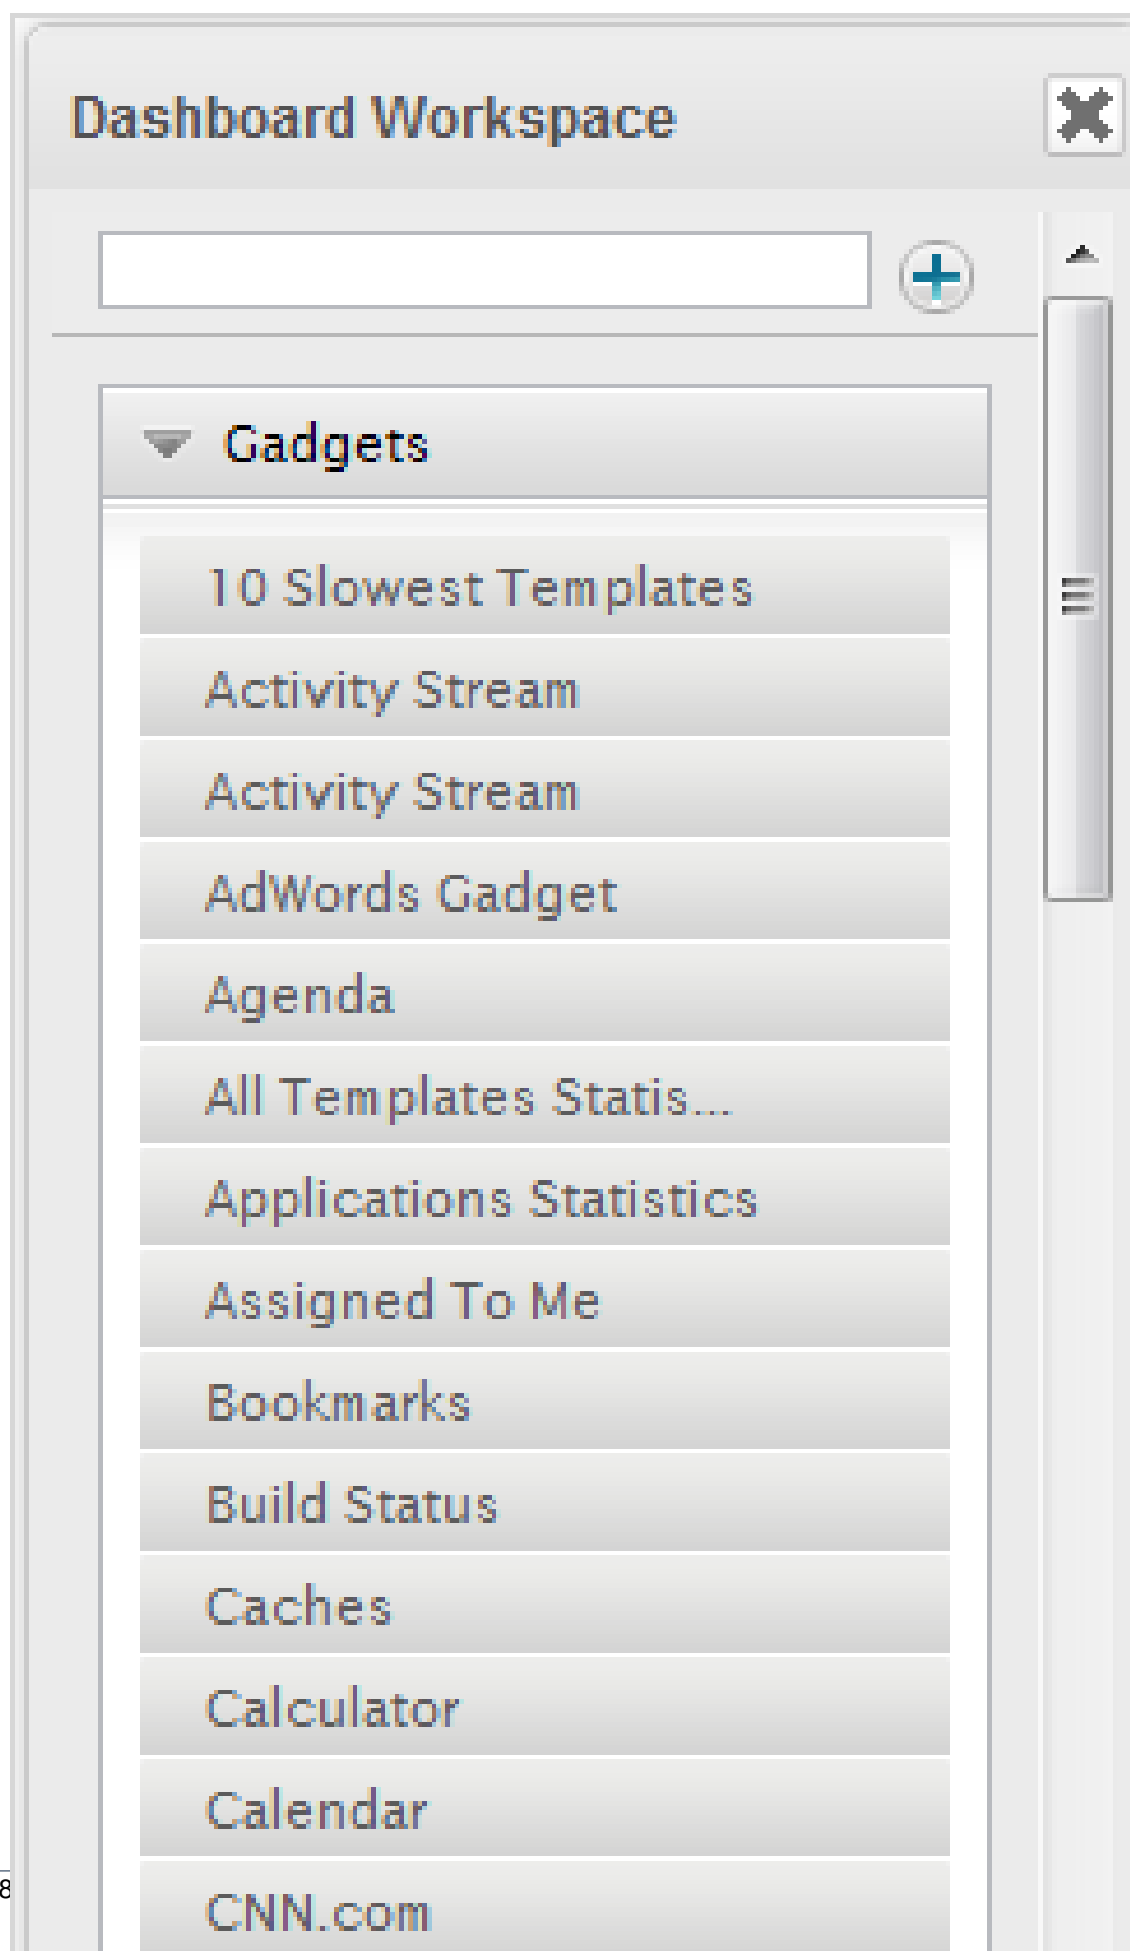 Dashboard Workspace
Gadgets
10 Slowest Templates
Activity Stream
Activity Stream
AdWords Gadget
Agenda
All Templates Statis...
Applications Statistics
Assigned To Me
Bookmarks
Build Status
Caches
Calculator
Calendar
8
CNN.com